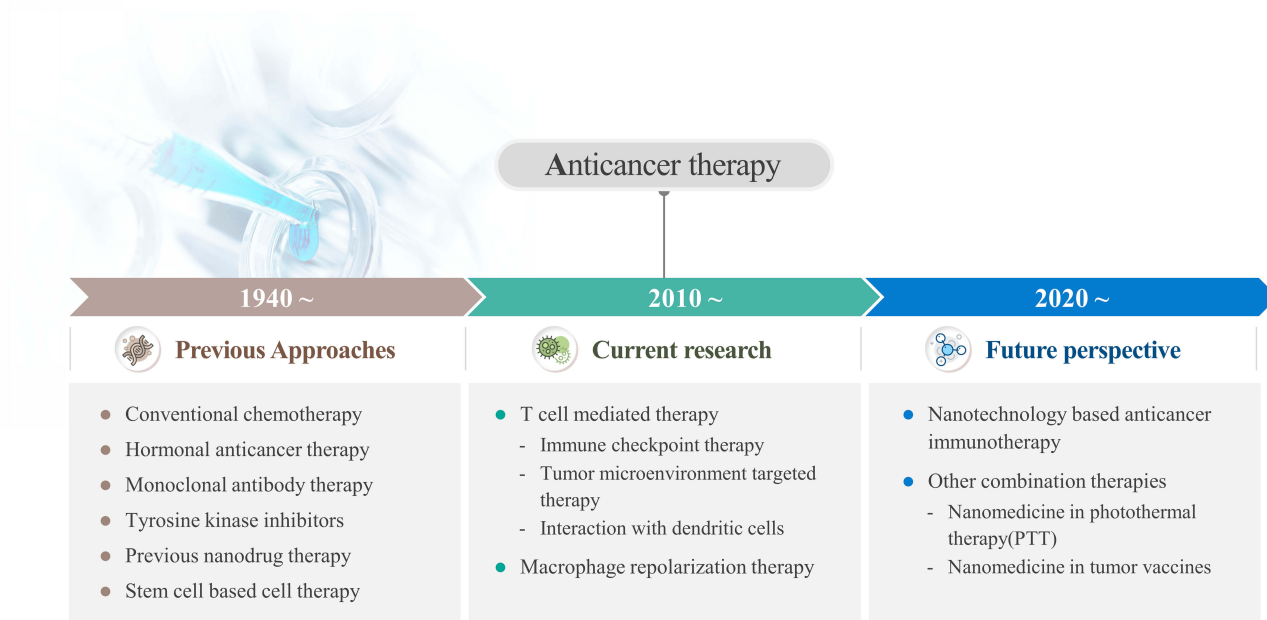 Anticancer therapy
1940 ~
2010 ~
2020 ~
Previous Approaches
Current research
Future perspective
● Conventional chemotherapy
● Hormonal anticancer therapy
● Monoclonal antibody therapy
● Tyrosine kinase inhibitors
● Previous nanodrug therapy
● Stem cell based cell therapy
● T cell mediated therapy
- Immune checkpoint therapy
- Tumor microenvironment targeted
therapy
- Interaction with dendritic cells
● Macrophage repolarization therapy
● Nanotechnology based anticancer
immunotherapy
● Other combination therapies
- Nanomedicine in photothermal
therapy(PTT)
- Nanomedicine in tumor vaccines